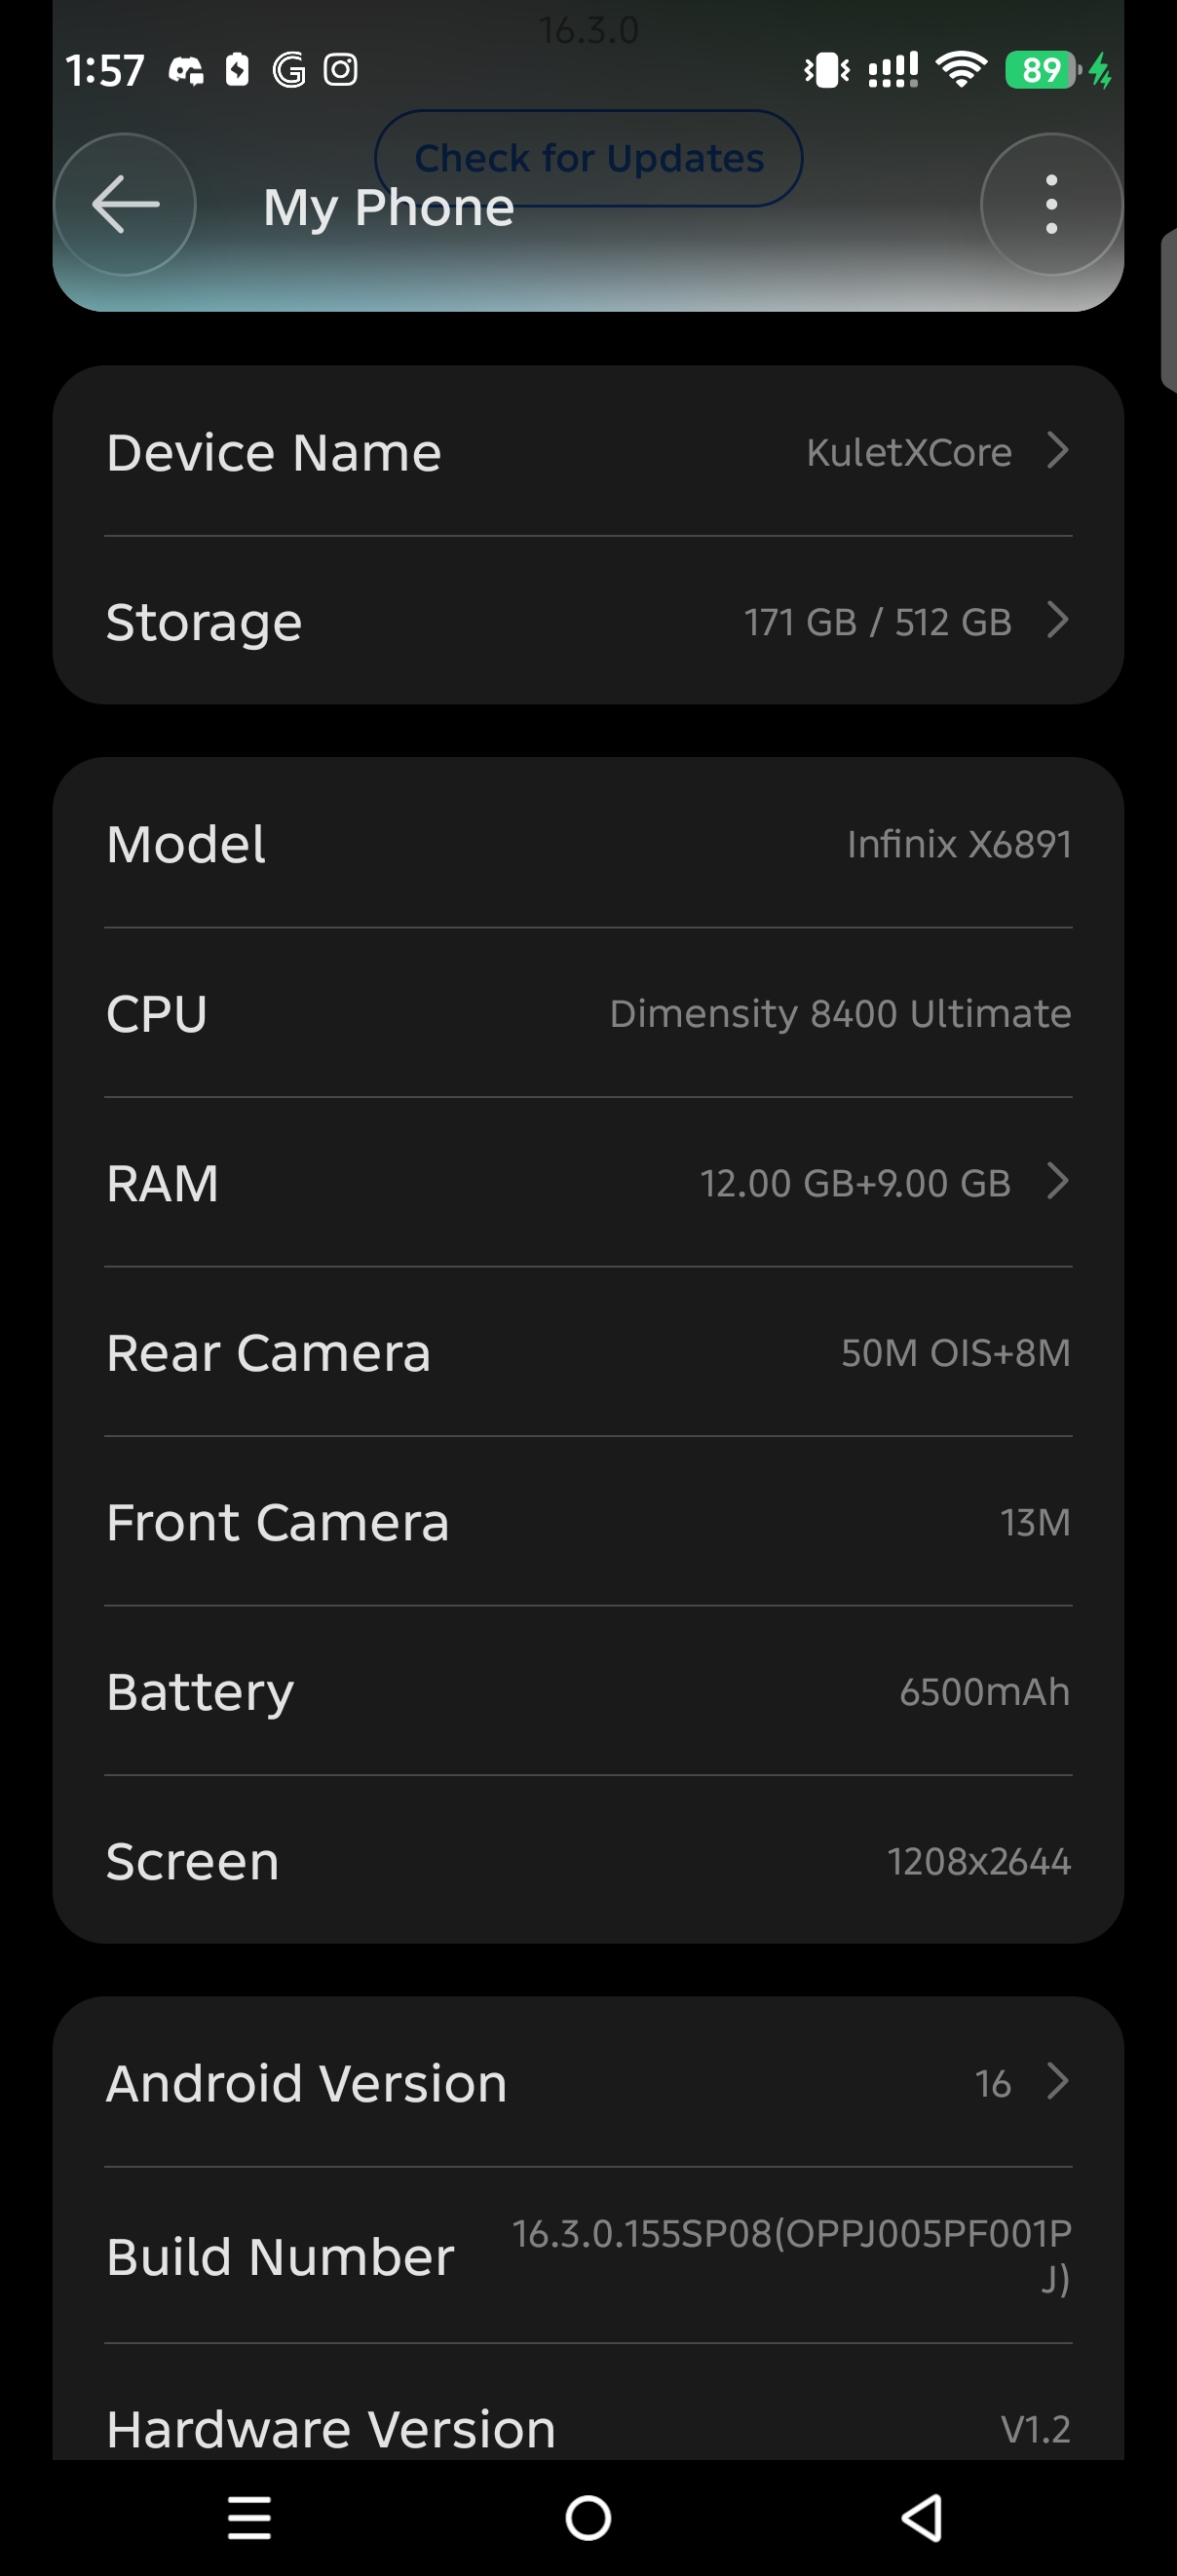 16.3.0
1:57
89
Check for Updates
My Phone
Device Name
KuletXCore
Storage
171 GB / 512 GB
Model
Infinix X6891
CPU
Dimensity 8400 Ultimate
RAM
12.00 GB+9.00 GB
Rear Camera
50M OIS+8M
Front Camera
13M
Battery
6500mAh
Screen
1208x2644
Android Version
16
Build Number
16.3.0.155SP08(OPPJ005PF001P
J)
Hardware Version
V1.2